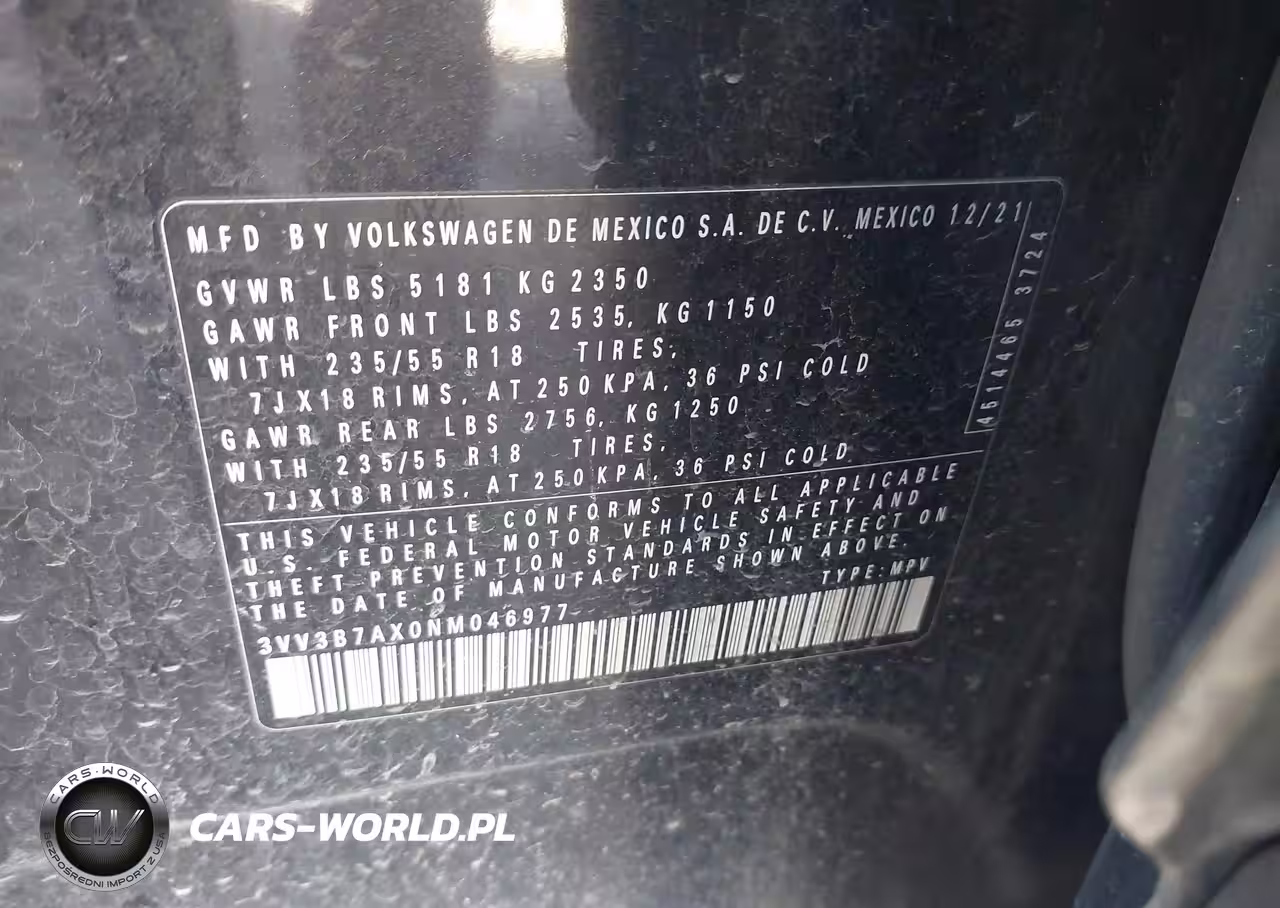 MFD BY VOLKSWAGEN DE MEXICO S.A. DE C.V., MEXICO 12/21
GVWR LBS 5181 KG 2350
GAWR FRONT LBS 2535, KG 1150
WITH 235/55 R18 TIRES,
7JX18 RIMS, AT 250 KPA, 36 PSI COLD
GAWR REAR LBS 2756, KG 1250
WITH 235/55 R18 TIRES,
7JX18 RIMS, AT 250 KPA, 36 PSI COLD
4514465 3724
THIS VEHICLE CONFORMS TO ALL APPLICABLE
U.S. FEDERAL MOTOR VEHICLE SAFETY AND
THEFT PREVENTION STANDARDS IN EFFECT ON
THE DATE OF MANUFACTURE SHOWN ABOVE.
TYPE: MPV
3VV3B7AX0NM046977
CARS-WORLD
CW
BEZPOŚREDNI IMPORT Z USA
CARS-WORLD.PL